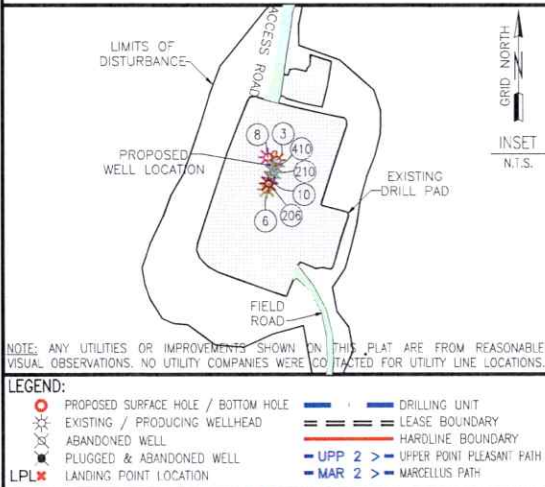 ACCESS ROAD
LIMITS OF
DISTURBANCE
GRID NORTH
N
INSET
N.T.S.
8
3
410
PROPOSED
WELL LOCATION
210
EXISTING
DRILL PAD
10
206
6
FIELD
ROAD
NOTE: ANY UTILITIES OR IMPROVEMENTS SHOWN ON THIS PLAT ARE FROM REASONABLE
VISUAL OBSERVATIONS. NO UTILITY COMPANIES WERE CONTACTED FOR UTILITY LINE LOCATIONS.
LEGEND:
PROPOSED SURFACE HOLE / BOTTOM HOLE
EXISTING / PRODUCING WELLHEAD
ABANDONED WELL
PLUGGED & ABANDONED WELL
LPL LANDING POINT LOCATION
DRILLING UNIT
LEASE BOUNDARY
HARDLINE BOUNDARY
UPP 2 > UPPER POINT PLEASANT PATH
MAR 2 > MARCELLUS PATH